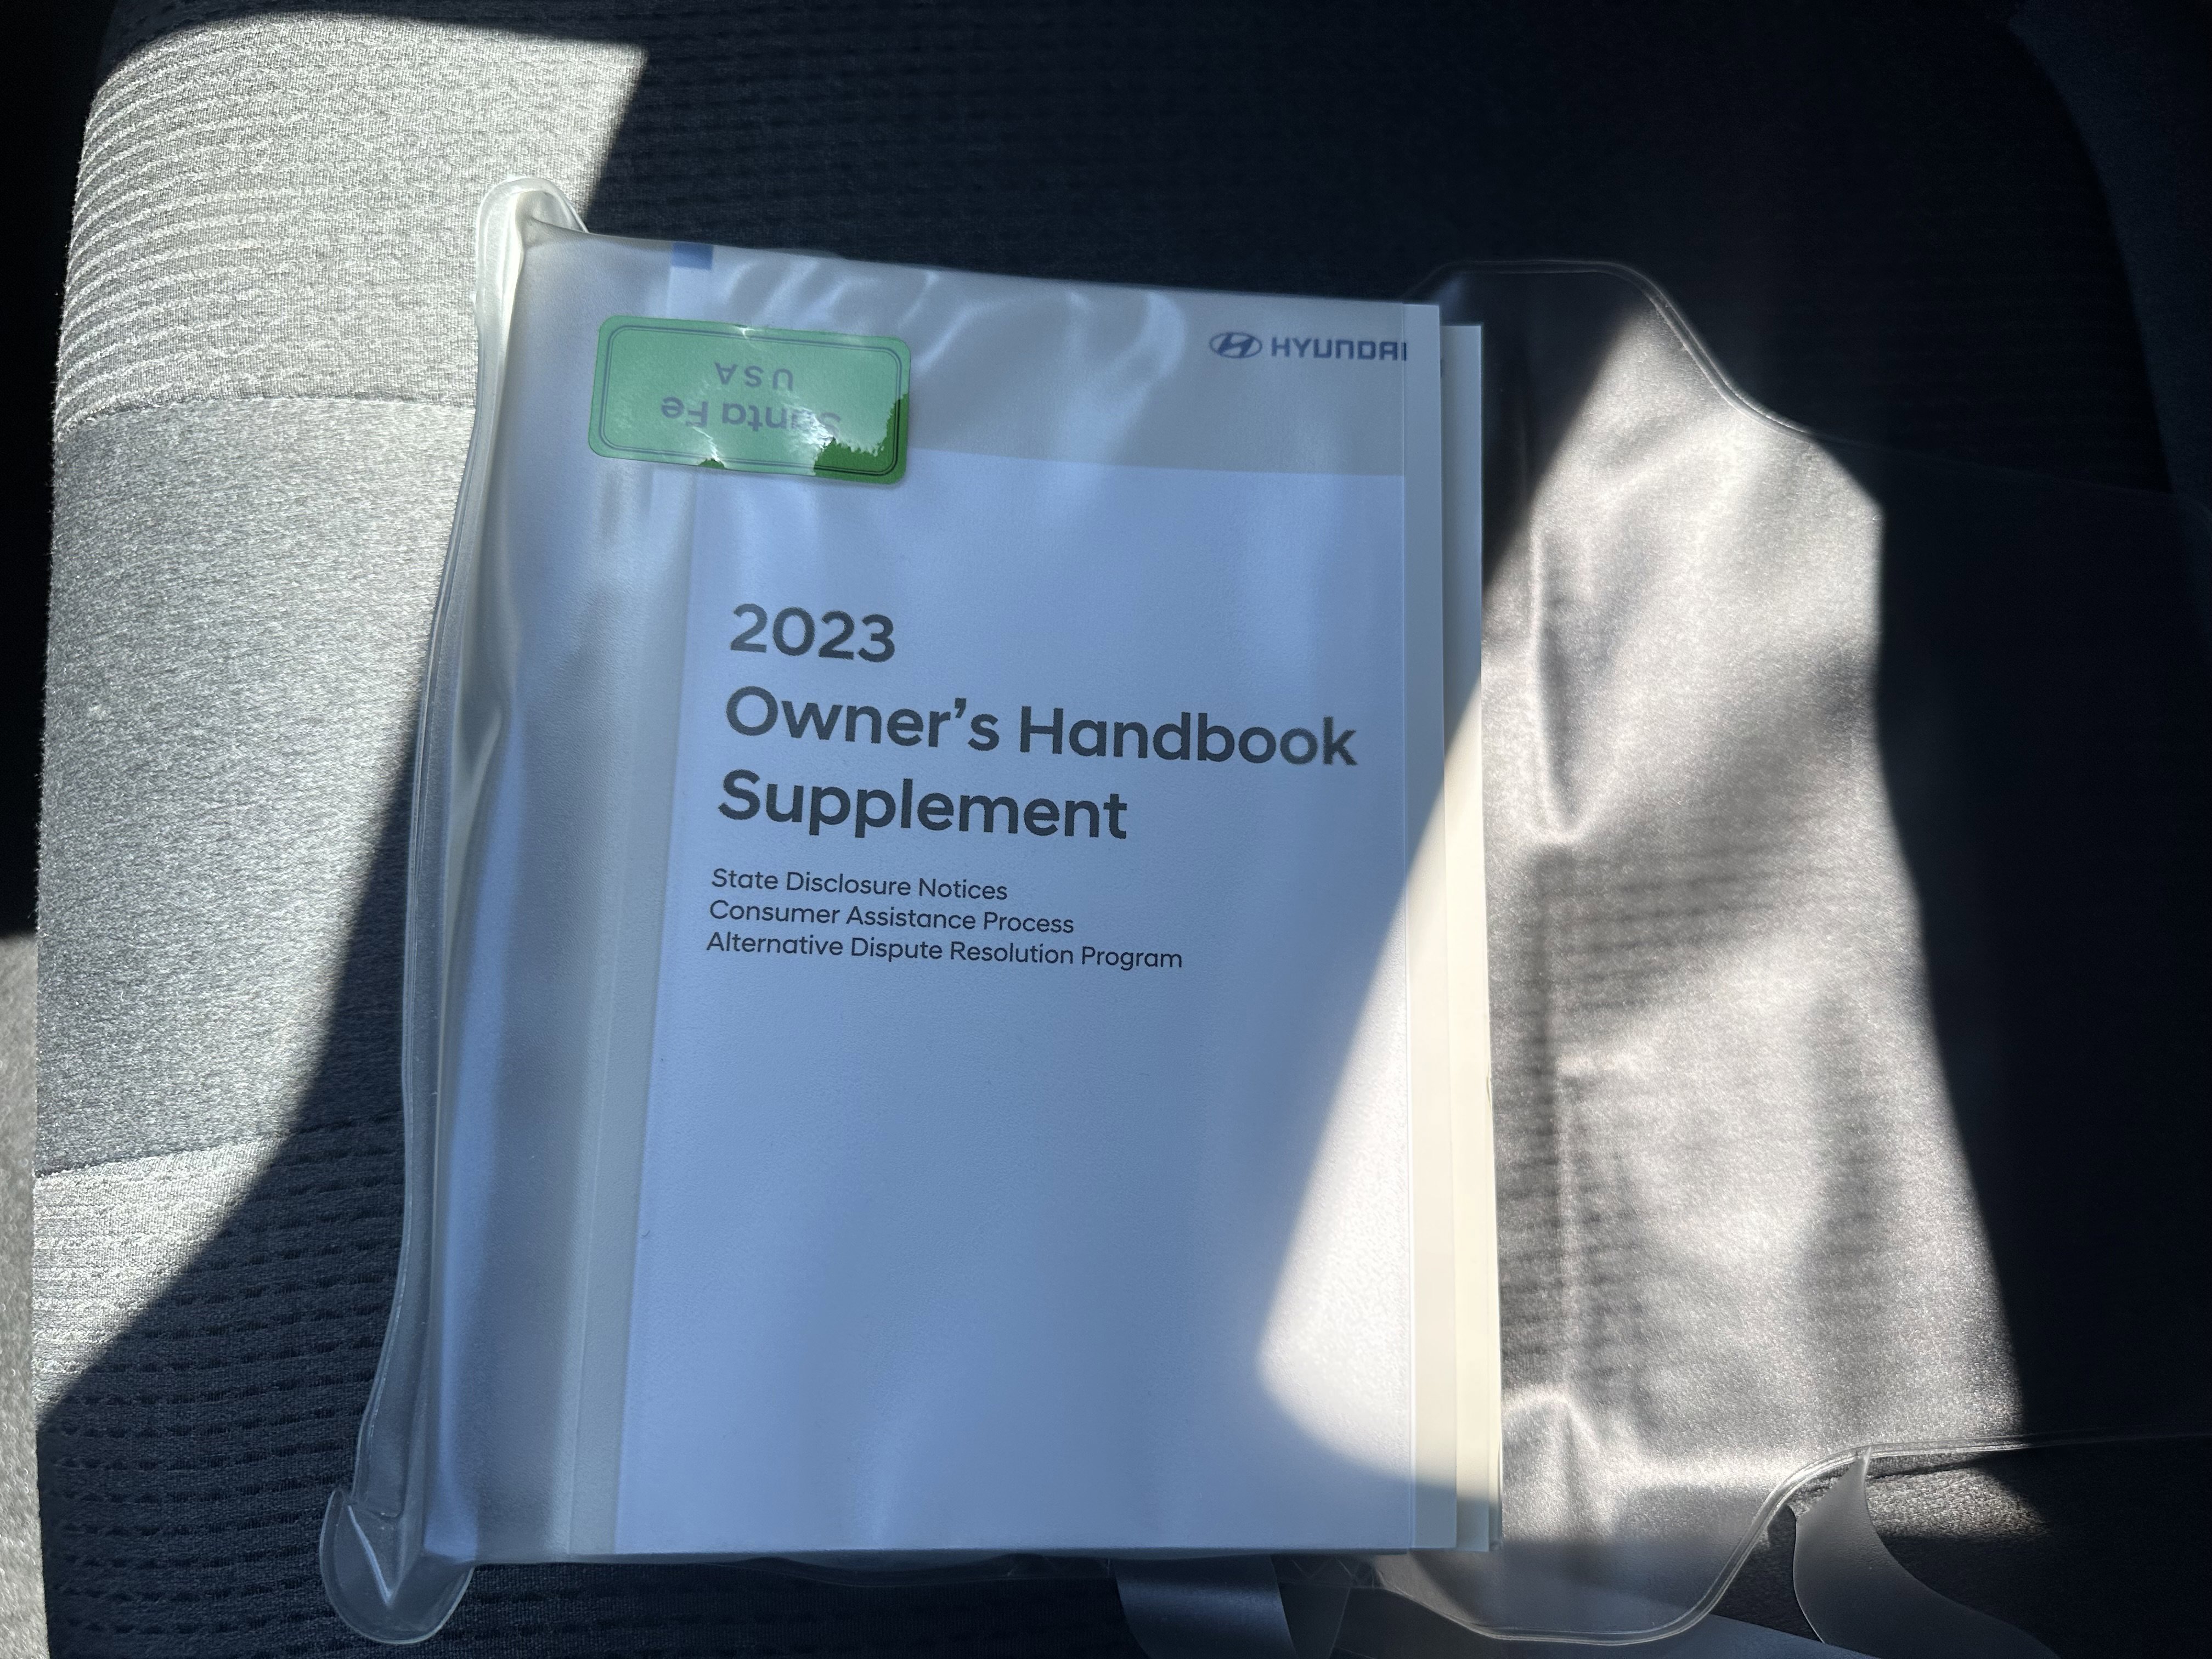 HYUNDAI
Santa Fe
USA
2023
Owner's Handbook
Supplement
State Disclosure Notices
Consumer Assistance Process
Alternative Dispute Resolution Program